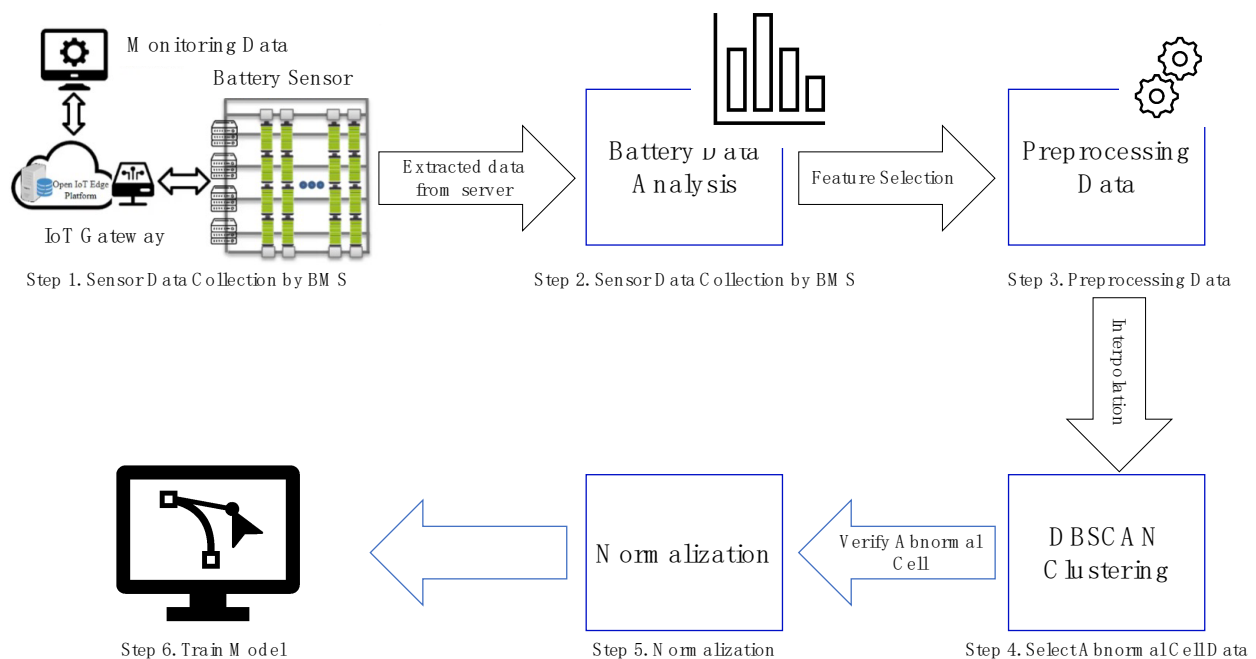 Monitoring Data
Battery Sensor
Open IoT Edge
Platform
IoT Gateway
Step 1. Sensor Data Collection by BMS
Extracted data
from server
Battery Data
Analysis
Step 2. Sensor Data Collection by BMS
Feature Selection
Preprocessing
Data
Step 3. Preprocessing Data
Interpolation
DBSCAN
Clustering
Step 4. Select Abnormal Cell Data
Verify Abnormal
Cell
Normalization
Step 5. Normalization
Step 6. Train Model